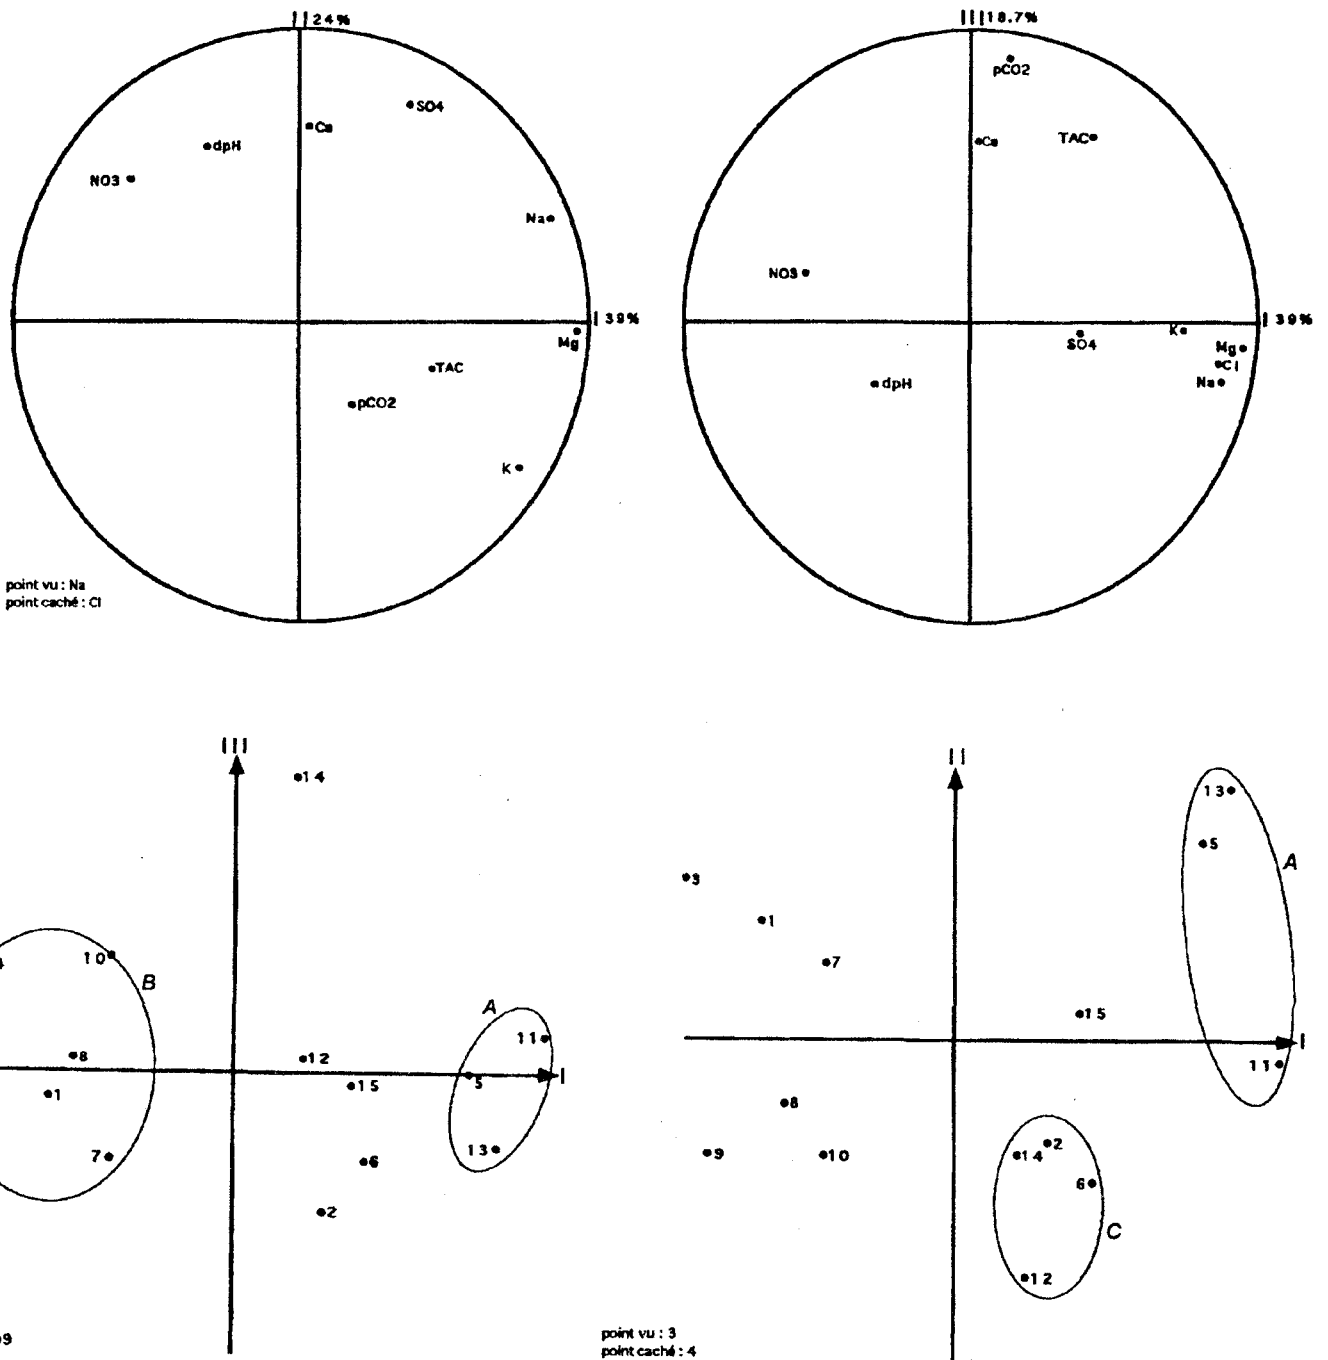 II 24%
SO4
Ca
dpH
NO3
Na
I 39%
Mg
TAC
pCO2
K
point vu : Na
point caché : Cl
III 18.7%
pCO2
TAC
Ca
NO3
I 39%
K
SO4
Mg
Cl
Na
dpH
III
14
4
10
B
A
11
8
12
I
15
5
1
13
7
6
2
9
II
13
5
A
3
1
7
15
I
11
8
2
14
9
10
6
C
12
point vu : 3
point caché : 4